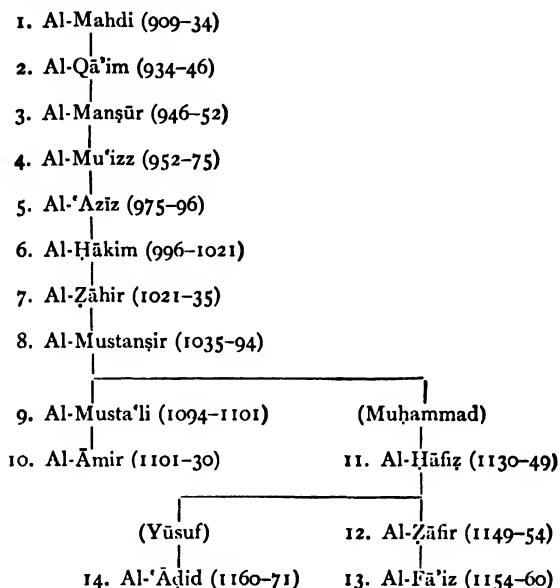 1. Al-Mahdi (909–34)
2. Al-Qā’im (934–46)
3. Al-Manṣūr (946–52)
4. Al-Mu‘izz (952–75)
5. Al-‘Azīz (975–96)
6. Al-Ḥākim (996–1021)
7. Al-Ẓāhir (1021–35)
8. Al-Mustanṣir (1035–94)
9. Al-Musta‘li (1094–1101) (Muḥammad)
10. Al-Āmir (1101–30) 11. Al-Ḥāfiẓ (1130–49)
(Yūsuf) 12. Al-Ẓāfir (1149–54)
14. Al-‘Āḍid (1160–71) 13. Al-Fā’iz (1154–60)